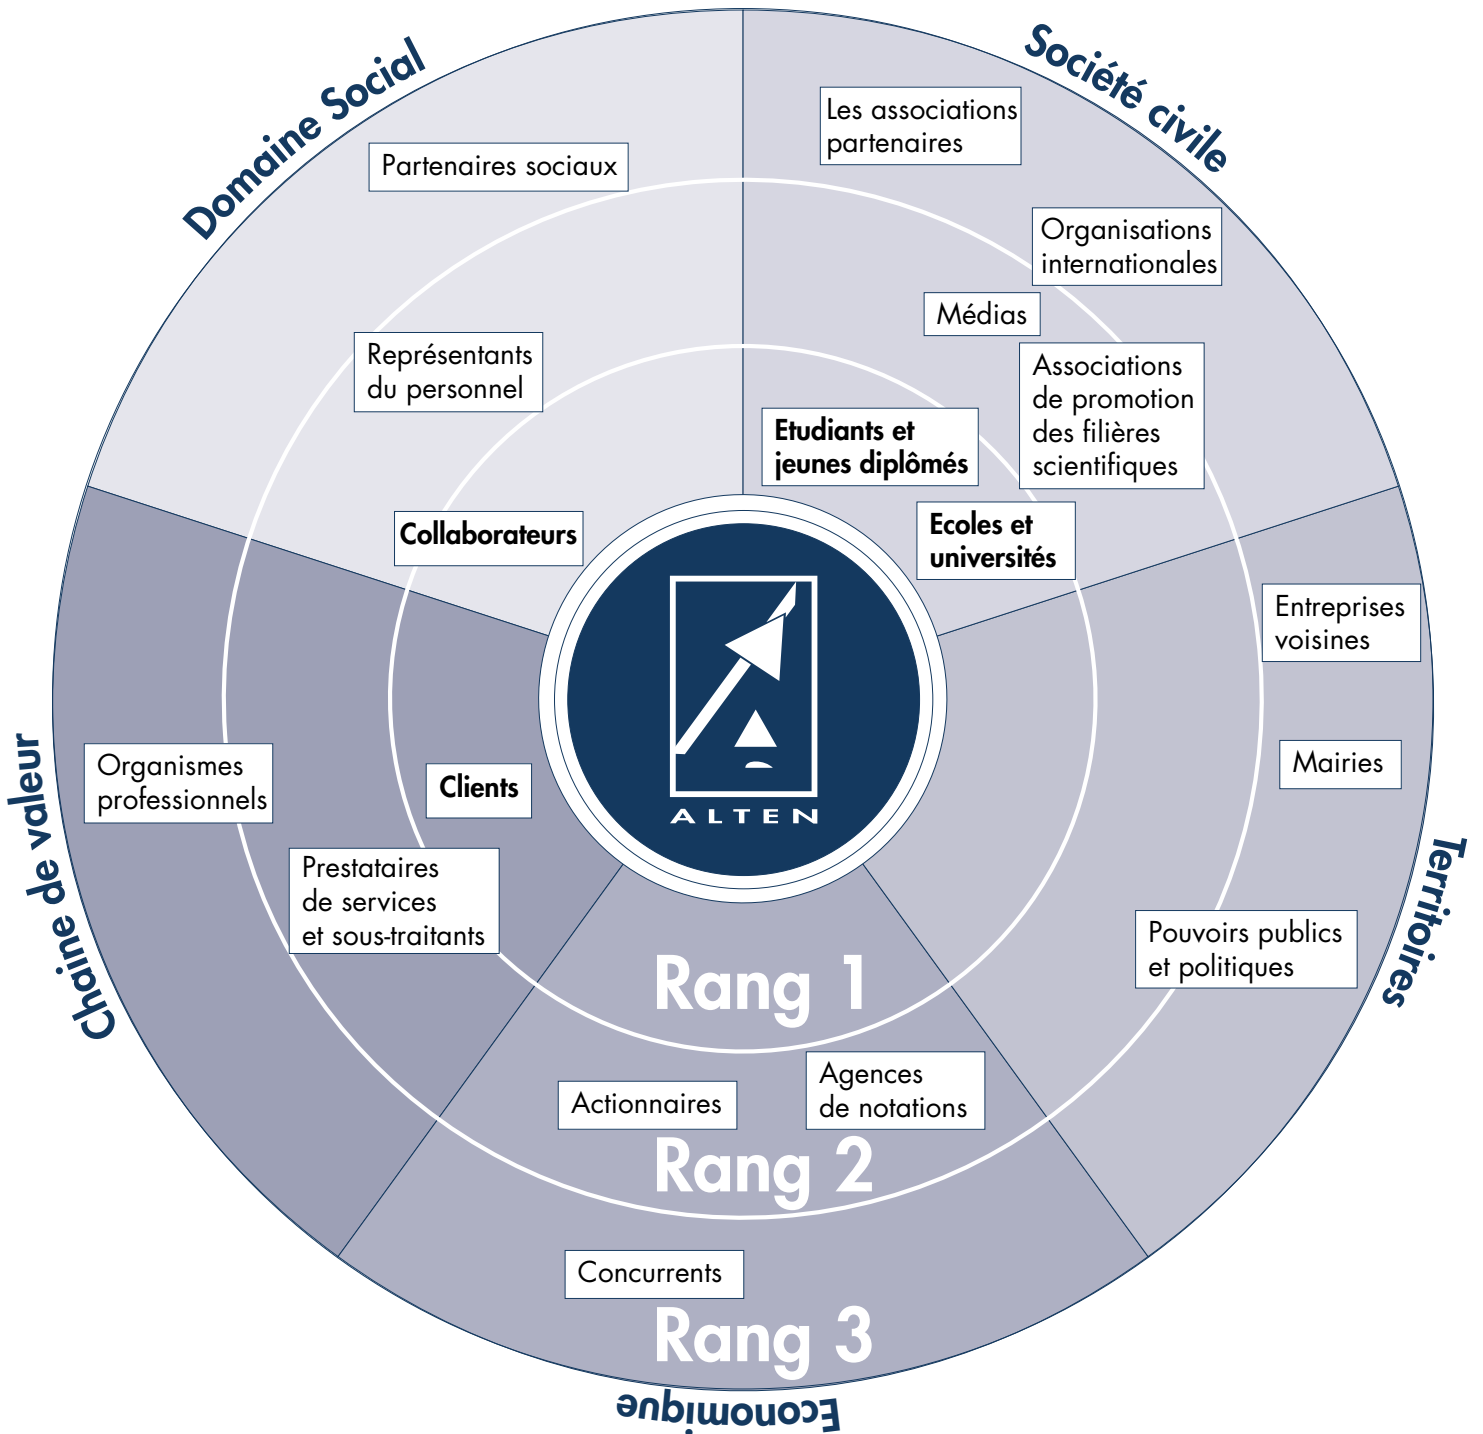 Domaine Social
Société civile
Les associations
partenaires
Partenaires sociaux
Organisations
internationales
Médias
Représentants
du personnel
Associations
de promotion
des filières
scientifiques
Etudiants et
jeunes diplômés
Collaborateurs
Ecoles et
universités
Entreprises
voisines
Mairies
Organismes
professionnels
Clients
ALTEN
Chaine de valeur
Territoires
Prestataires
de services
et sous-traitants
Pouvoirs publics
et politiques
Rang 1
Actionnaires
Agences
de notations
Rang 2
Concurrents
Rang 3
Economique